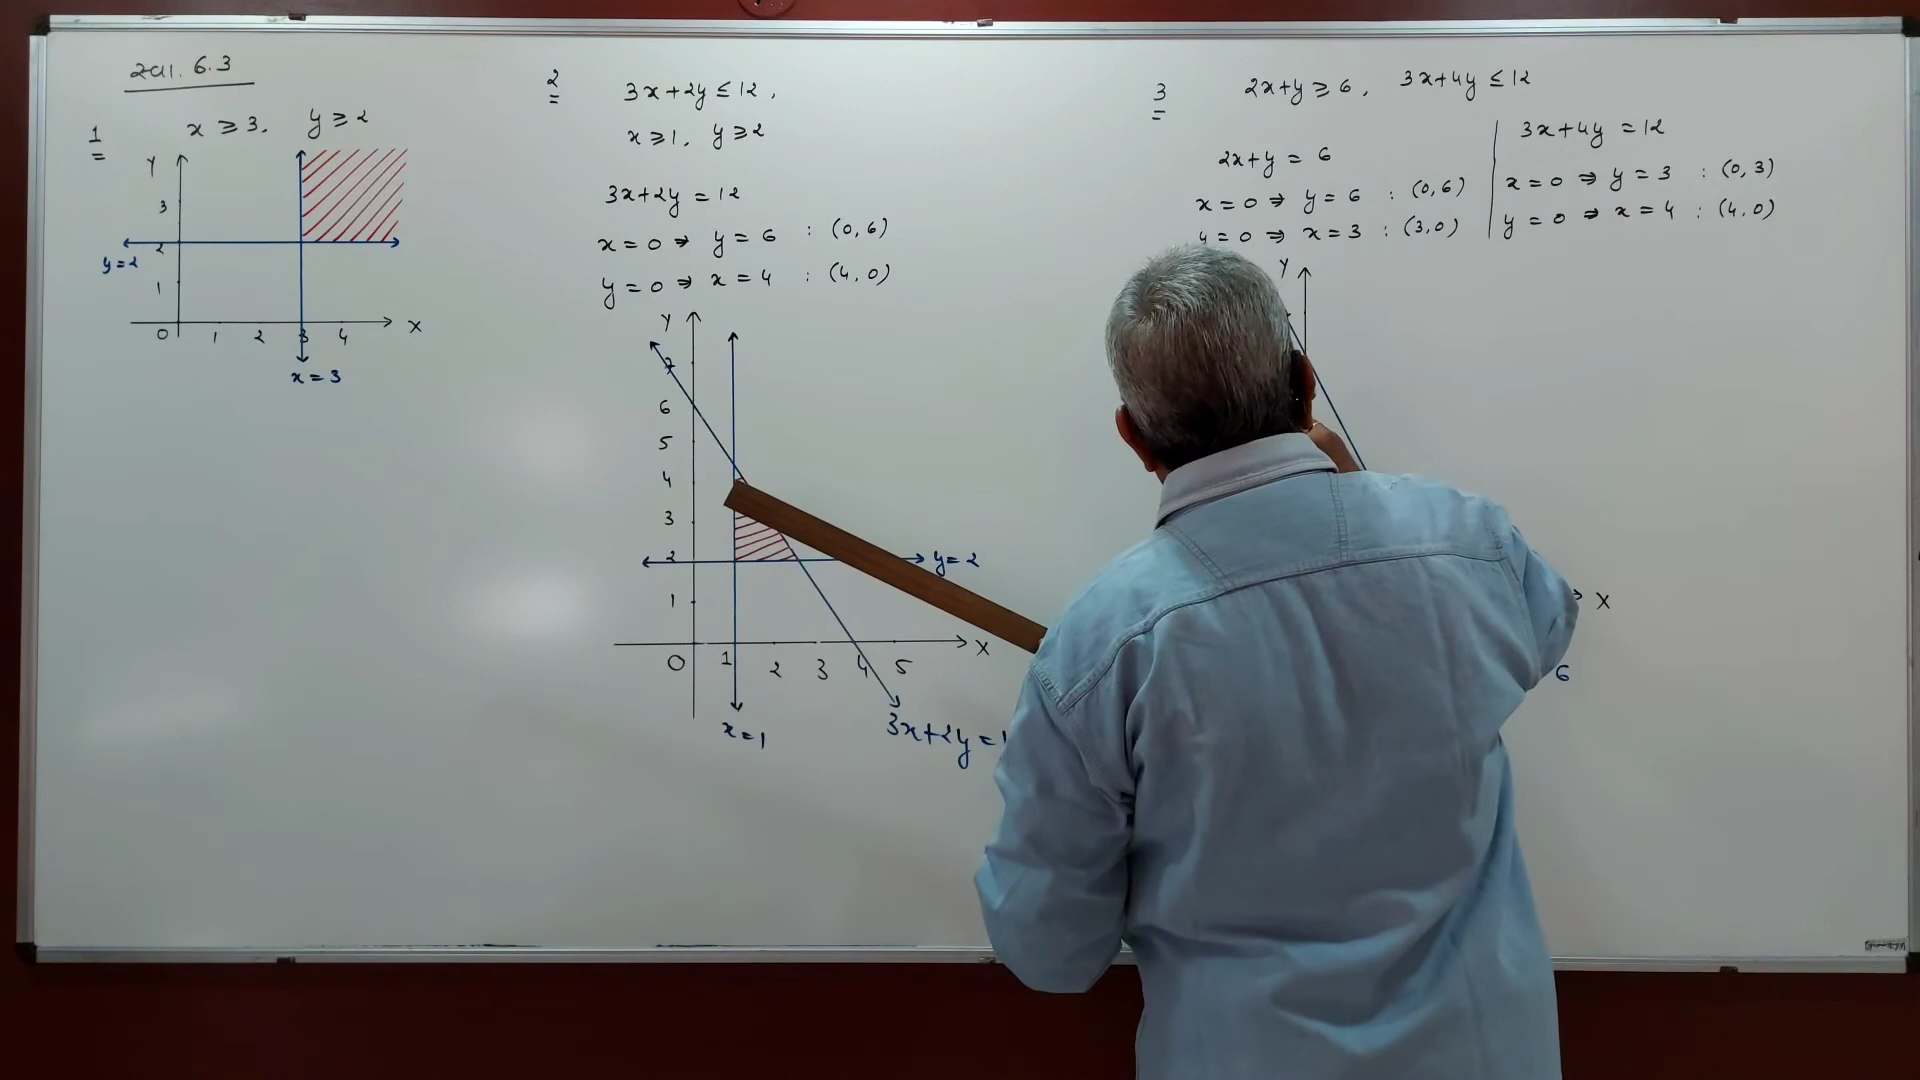 6.3
1
x ≥ 3, y ≥ 2
Y
3
2
y=2
1
0 1 2 3 4 X
x = 3
2
3x+2y ≤ 12,
x ≥ 1, y ≥ 2
3x+2y = 12
x = 0 ⇒ y = 6 : (0,6)
y = 0 ⇒ x = 4 : (4,0)
Y
7
6
5
4
3
2
y=2
1
0 1 2 3 4 5 X
x=1
3x+2y =
3
2x+y ≥ 6, 3x+4y ≤ 12
2x+y = 6
x = 0 ⇒ y = 6 : (0,6)
y = 0 ⇒ x = 3 : (3,0)
3x+4y = 12
x = 0 ⇒ y = 3 : (0,3)
y = 0 ⇒ x = 4 : (4,0)
Y
X
6